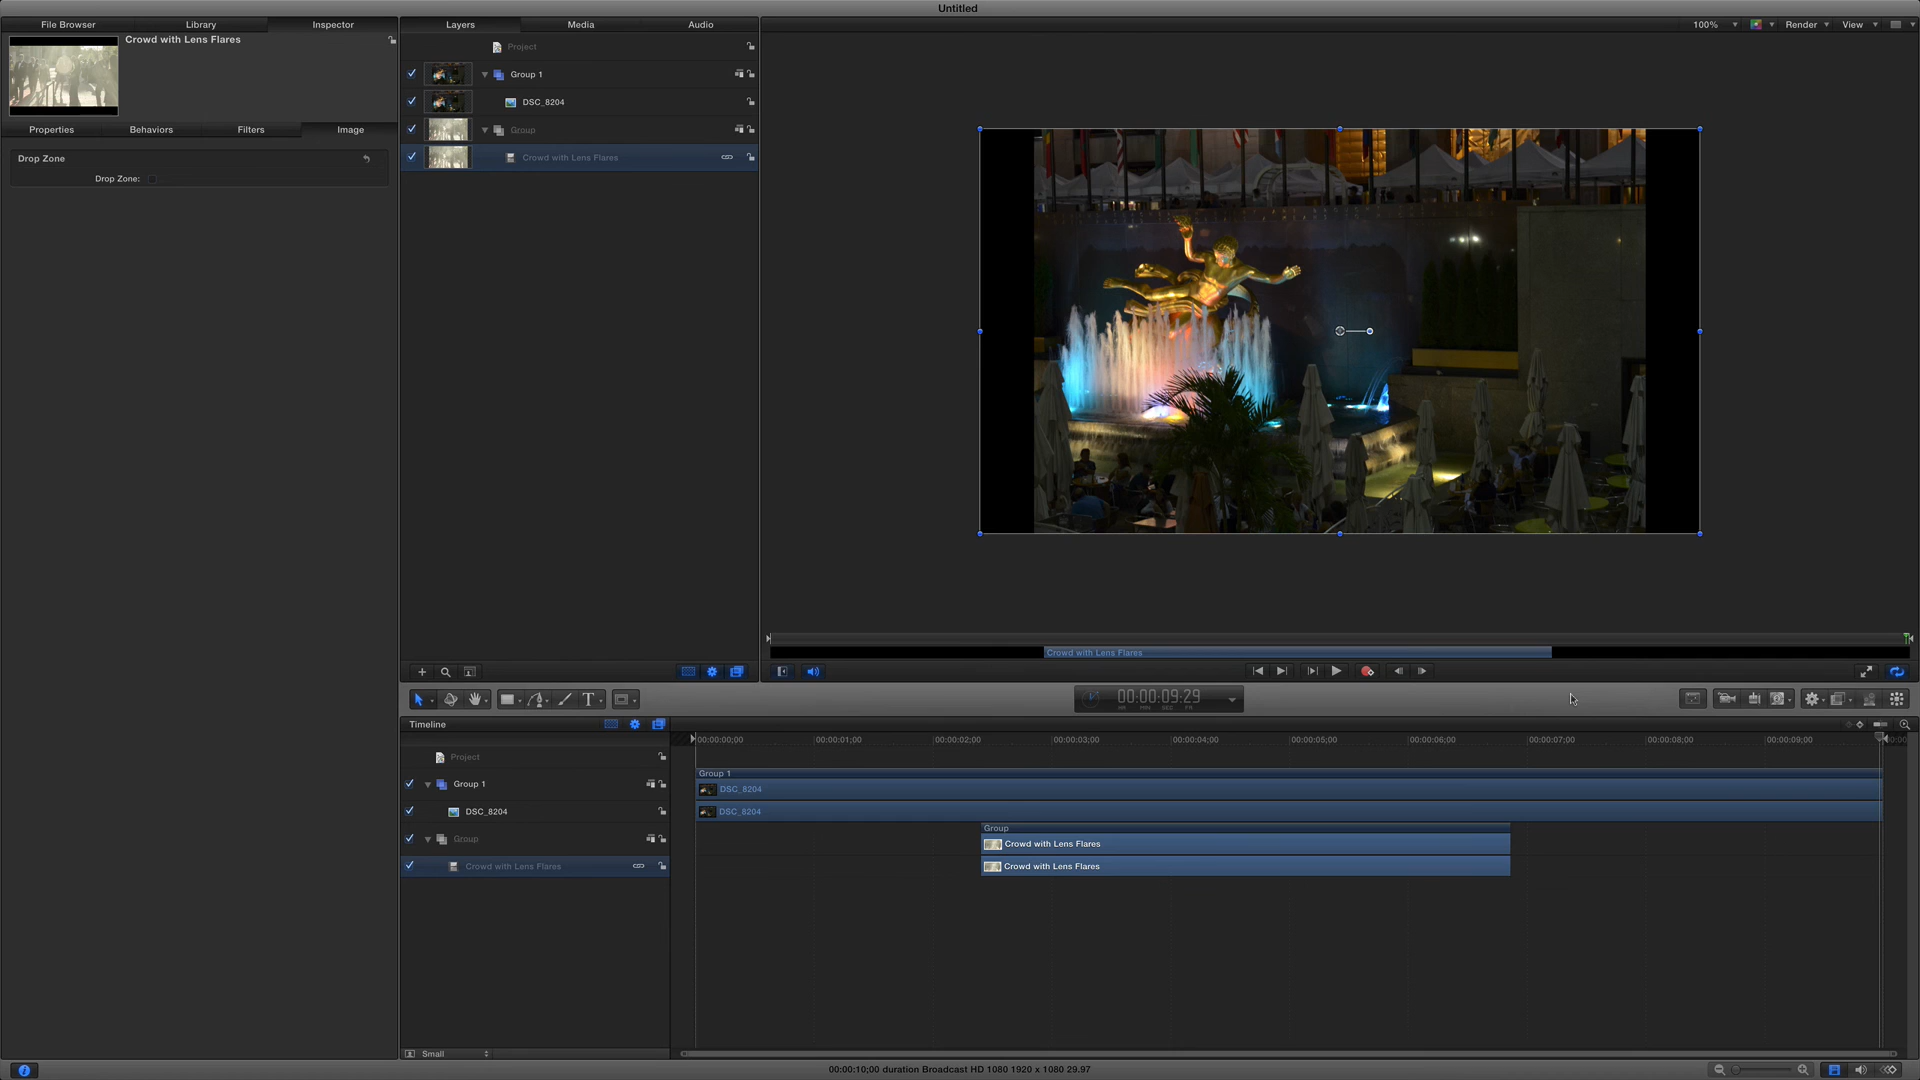 Untitled
File Browser
Library
Inspector
Layers
Media
Audio
100%
Render
View
Crowd with Lens Flares
Project
Group 1
DSC_8204
Group
Crowd with Lens Flares
Properties
Behaviors
Filters
Image
Drop Zone
Drop Zone:
Crowd with Lens Flares
00:00:09:29
HR MIN SEC FR
T
Timeline
00:00:00;00
00:00:01;00
00:00:02;00
00:00:03;00
00:00:04;00
00:00:05;00
00:00:06;00
00:00:07;00
00:00:08;00
00:00:09;00
Project
Group 1
DSC_8204
Group
Crowd with Lens Flares
Group 1
DSC_8204
DSC_8204
Group
Crowd with Lens Flares
Crowd with Lens Flares
Small
00:00:10;00 duration Broadcast HD 1080 1920 x 1080 29.97